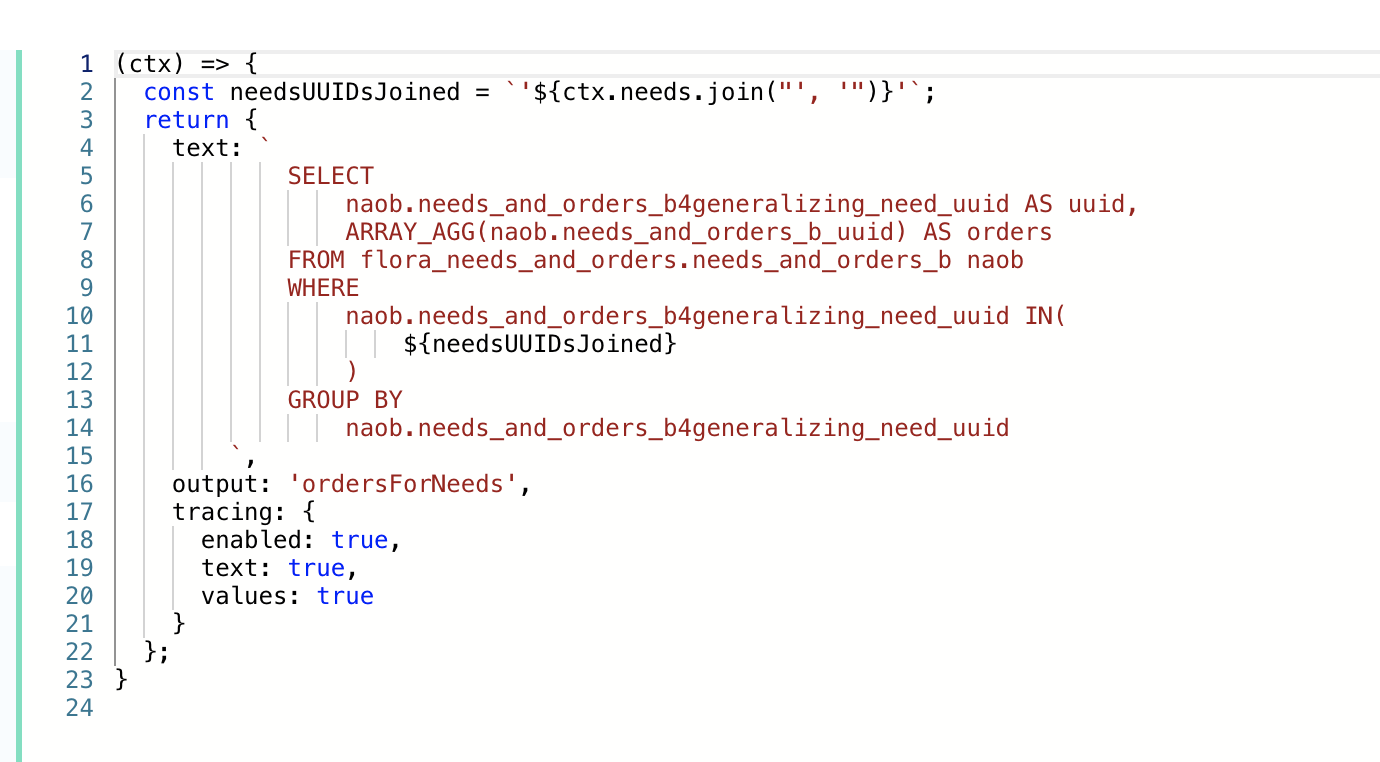 1 (ctx) => {
2 const needsUUIDsJoined = `'${ctx.needs.join("', '")}'`;
3 return {
4 text: `
5 SELECT
6 naob.needs_and_orders_b4generalizing_need_uuid AS uuid,
7 ARRAY_AGG(naob.needs_and_orders_b_uuid) AS orders
8 FROM flora_needs_and_orders.needs_and_orders_b naob
9 WHERE
10 naob.needs_and_orders_b4generalizing_need_uuid IN(
11 ${needsUUIDsJoined}
12 )
13 GROUP BY
14 naob.needs_and_orders_b4generalizing_need_uuid
15 `,
16 output: 'ordersForNeeds',
17 tracing: {
18 enabled: true,
19 text: true,
20 values: true
21 }
22 };
23 }
24